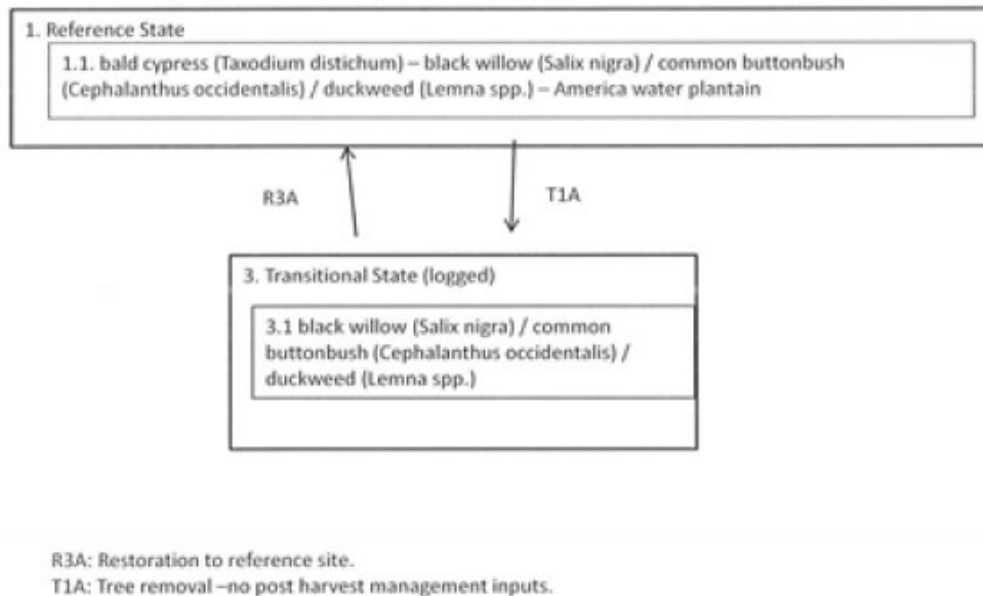 1. Reference State
1.1. bald cypress (Taxodium distichum) – black willow (Salix nigra) / common buttonbush
(Cephalanthus occidentalis) / duckweed (Lemna spp.) – America water plantain
R3A
T1A
3. Transitional State (logged)
3.1 black willow (Salix nigra) / common
buttonbush (Cephalanthus occidentalis) /
duckweed (Lemna spp.)
R3A: Restoration to reference site.
T1A: Tree removal –no post harvest management inputs.